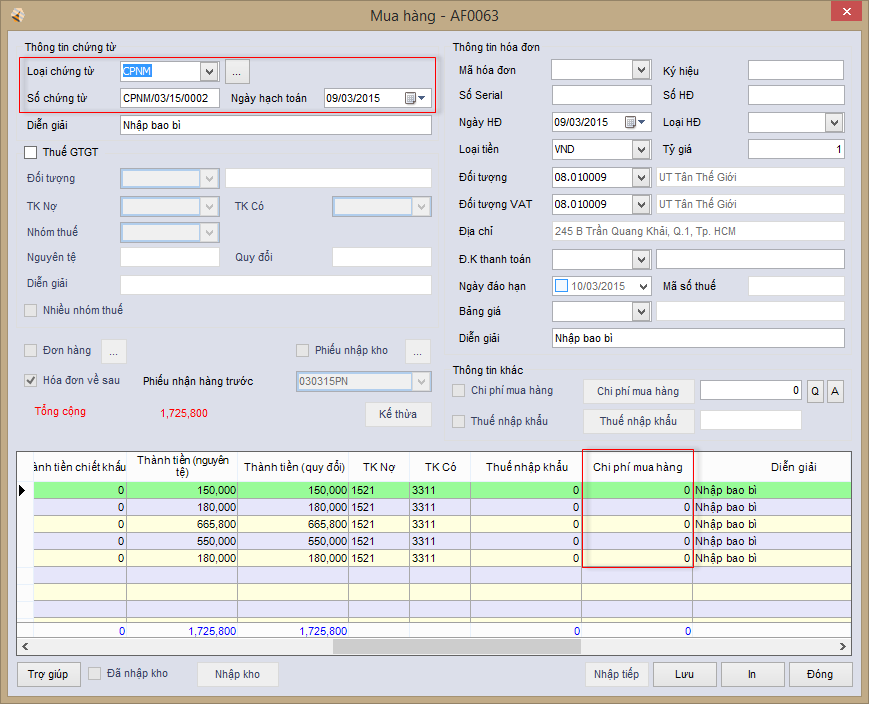 Mua hàng - AF0063
Thông tin chứng từ
Loại chứng từ CPNM ...
Số chứng từ CPNM/03/15/0002 Ngày hạch toán 09/03/2015
Diễn giải Nhập bao bì
Thuế GTGT
Đối tượng
TK Nợ TK Có
Nhóm thuế
Nguyên tệ Quy đổi
Diễn giải
Nhiều nhóm thuế
Đơn hàng ... Phiếu nhập kho ...
Hóa đơn về sau Phiếu nhận hàng trước 030315PN
Tổng cộng 1,725,800 Kế thừa
Thông tin hóa đơn
Mã hóa đơn Ký hiệu
Số Serial Số HĐ
Ngày HĐ 09/03/2015 Loại HĐ
Loại tiền VND Tỷ giá 1
Đối tượng 08.010009 UT Tân Thế Giới
Đối tượng VAT 08.010009 UT Tân Thế Giới
Địa chỉ 245 B Trần Quang Khải, Q.1, Tp. HCM
Đ.K thanh toán
Ngày đáo hạn 10/03/2015 Mã số thuế
Bảng giá
Diễn giải Nhập bao bì
Thông tin khác
Chi phí mua hàng Chi phí mua hàng 0 Q A
Thuế nhập khẩu Thuế nhập khẩu
ành tiền chiết khấu Thành tiền (nguyên tệ) Thành tiền (quy đổi) TK Nợ TK Có Thuế nhập khẩu Chi phí mua hàng Diễn giải
0 150,000 150,000 1521 3311 0 0 Nhập bao bì
0 180,000 180,000 1521 3311 0 0 Nhập bao bì
0 665,800 665,800 1521 3311 0 0 Nhập bao bì
0 550,000 550,000 1521 3311 0 0 Nhập bao bì
0 180,000 180,000 1521 3311 0 0 Nhập bao bì
0 1,725,800 1,725,800 0 0
Trợ giúp Đã nhập kho Nhập kho Nhập tiếp Lưu In Đóng